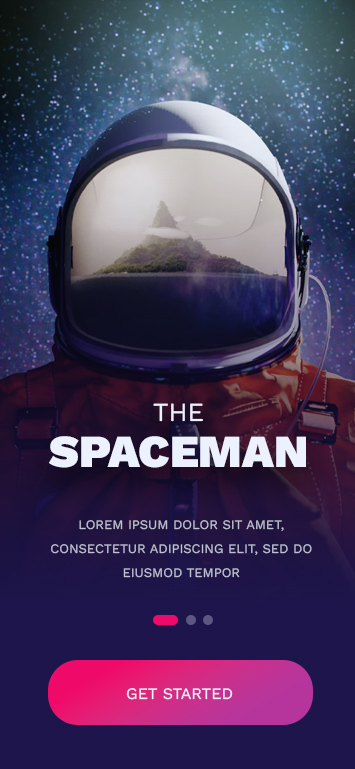 THE
SPACEMAN
LOREM IPSUM DOLOR SIT AMET,
CONSECTETUR ADIPISCING ELIT, SED DO
EIUSMOD TEMPOR
GET STARTED